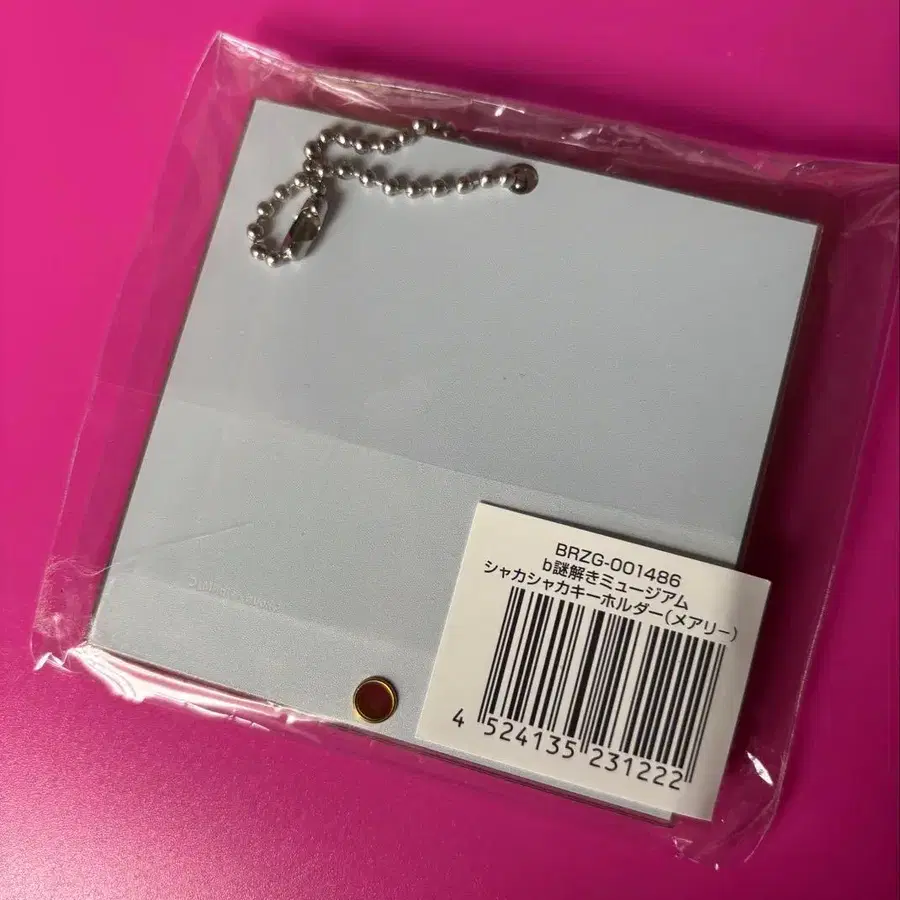 BRZG-001486
b謎解きミュージアム
シャカシャカキーホルダー(メアリー)
4 524135 231222